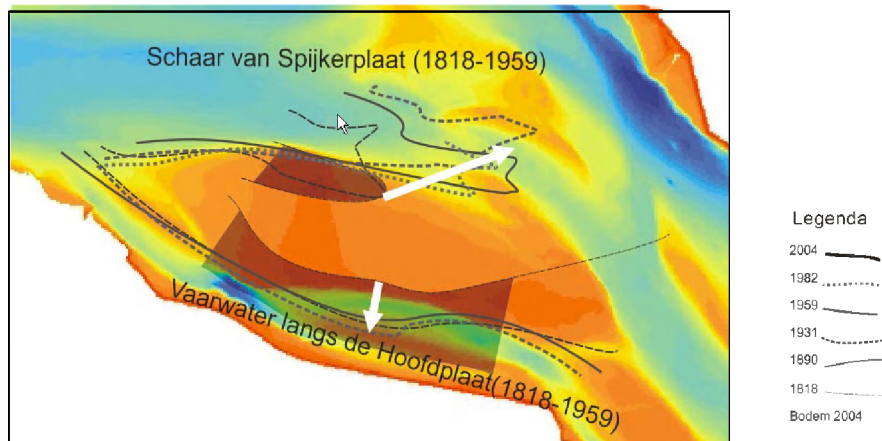 Schaar van Spijkerplaat (1818-1959)
Vaarwater langs de Hoofdplaat(1818-1959)
Legenda
2004
1982
1959
1931
1890
1818
Bodem 2004